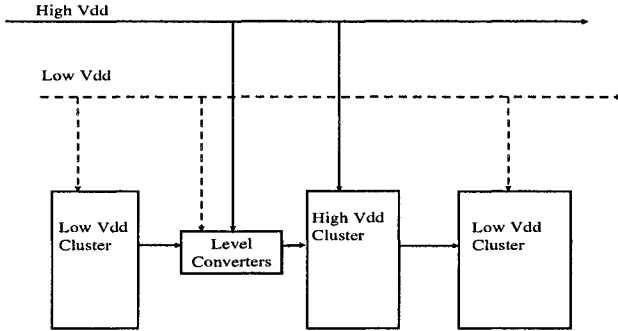 High Vdd
Low Vdd
Low Vdd
Cluster
Level
Converters
High Vdd
Cluster
Low Vdd
Cluster